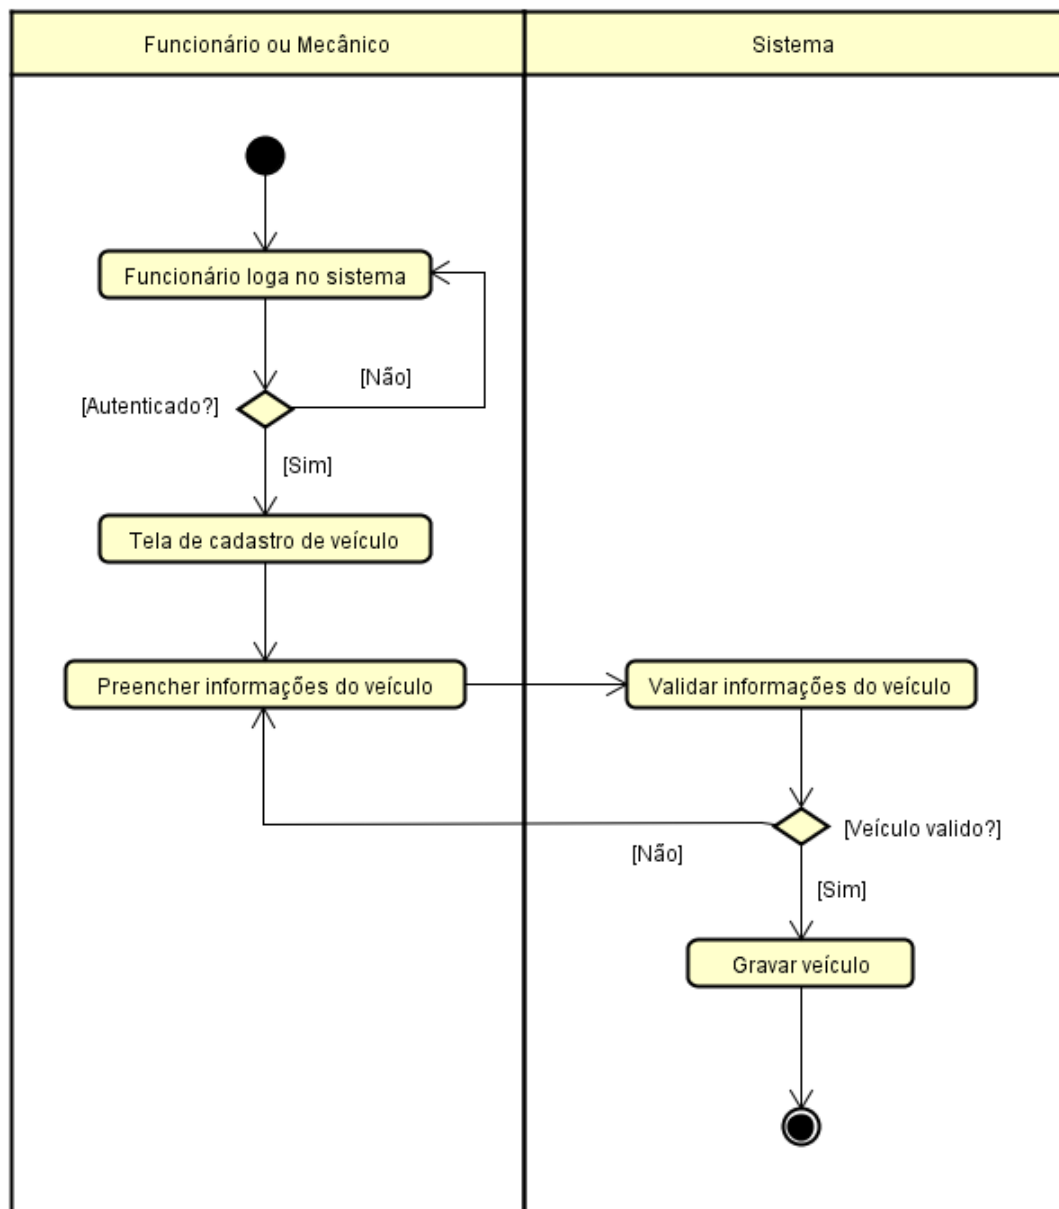 Funcionário ou Mecânico
Sistema
Funcionário loga no sistema
[Não]
[Autenticado?]
[Sim]
Tela de cadastro de veículo
Preencher informações do veículo
Validar informações do veículo
[Veículo valido?]
[Não]
[Sim]
Gravar veículo